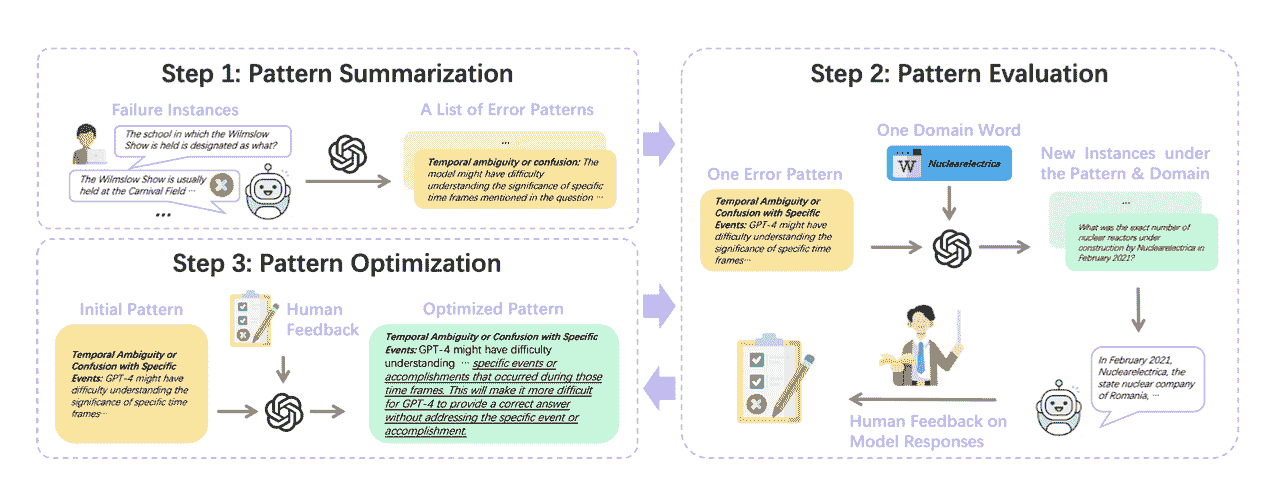 Step 1: Pattern Summarization
Failure Instances
The school in which the Wilmslow
Show is held is designated as what?
The Wilmslow Show is usually
held at the Carnival Field ···
...
A List of Error Patterns
...
Temporal ambiguity or confusion: The
model might have difficulty
understanding the significance of specific
time frames mentioned in the question ···
Step 2: Pattern Evaluation
One Domain Word
W
Nuclearelectrica
One Error Pattern
Temporal Ambiguity or
Confusion with Specific
Events: GPT-4 might have
difficulty understanding the
significance of specific time
frames···
New Instances under
the Pattern & Domain
...
What was the exact number of
nuclear reactors under
construction by Nuclearelectrica in
February 2021?
In February 2021,
Nuclearelectrica, the
state nuclear company
of Romania, ···
Human Feedback on
Model Responses
Step 3: Pattern Optimization
Initial Pattern
Temporal Ambiguity or
Confusion with Specific
Events: GPT-4 might have
difficulty understanding the
significance of specific time
frames···
Human
Feedback
Optimized Pattern
Temporal Ambiguity or Confusion with Specific
Events: GPT-4 might have difficulty
understanding ··· specific events or
accomplishments that occurred during those
time frames. This will make it more difficult
for GPT-4 to provide a correct answer
without addressing the specific event or
accomplishment.